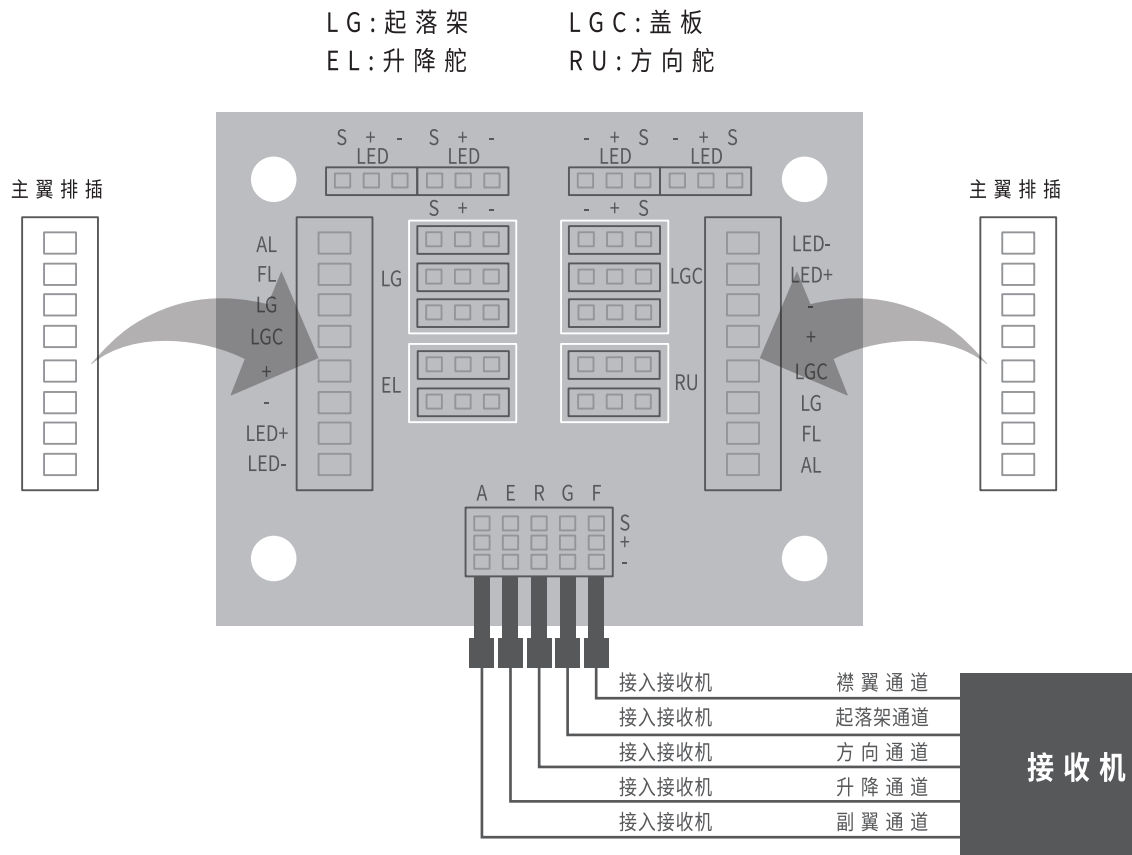 LG:起落架 LGC:盖板
EL:升降舵 RU:方向舵
S + - S + - - + S - + S
LED LED LED LED
主翼排插 主翼排插
S + - - + S
AL LED-
FL LED+
LG LGC
LG -
LGC +
+ LGC
EL RU
- LG
LED+ FL
LED- AL
A E R G F
S
+
-
接入接收机 襟翼通道
接入接收机 起落架通道
接入接收机 方向通道
接收机
接入接收机 升降通道
接入接收机 副翼通道